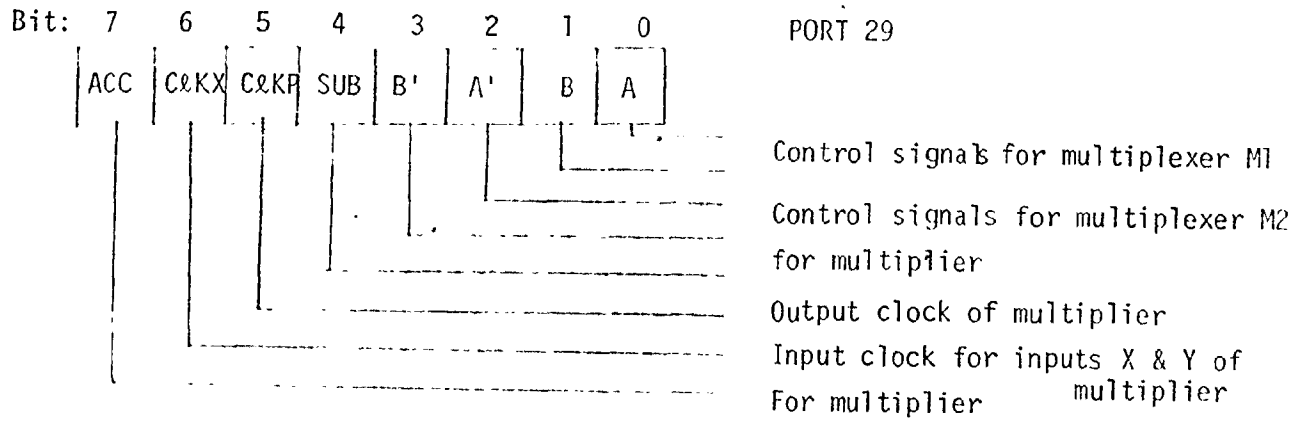 Bit: 7 6 5 4 3 2 1 0 PORT 29
ACC CℓKX CℓKP SUB B' A' B A
Control signals for multiplexer M1
Control signals for multiplexer M2
for multiplier
Output clock of multiplier
Input clock for inputs X & Y of
For multiplier multiplier